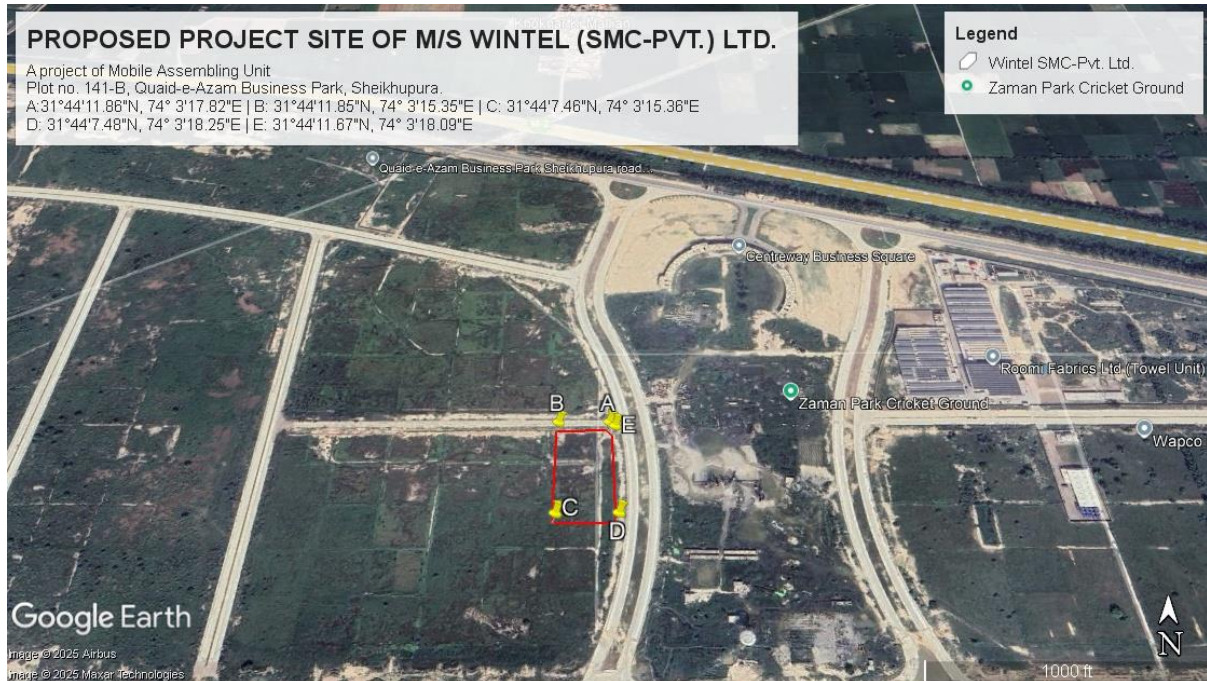 PROPOSED PROJECT SITE OF M/S WINTEL (SMC-PVT.) LTD.
A project of Mobile Assembling Unit
Plot no. 141-B, Quaid-e-Azam Business Park, Sheikhupura.
A:31°44'11.86"N, 74° 3'17.82"E | B: 31°44'11.85"N, 74° 3'15.35"E | C: 31°44'7.46"N, 74° 3'15.36"E
D: 31°44'7.48"N, 74° 3'18.25"E | E: 31°44'11.67"N, 74° 3'18.09"E
Legend
Wintel SMC-Pvt. Ltd.
Zaman Park Cricket Ground
Quaid-e-Azam Business Park Sheikhupura road...
Centreway Business Square
Roomi Fabrics Ltd (Towel Unit)
Zaman Park Cricket Ground
B
A
E
Wapco
C
D
Google Earth
Image © 2025 Airbus
Image © 2025 Maxar Technologies
1000 ft
N